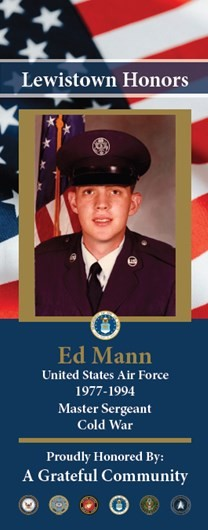 Lewistown Honors
Ed Mann
United States Air Force
1977-1994
Master Sergeant
Cold War
Proudly Honored By:
A Grateful Community